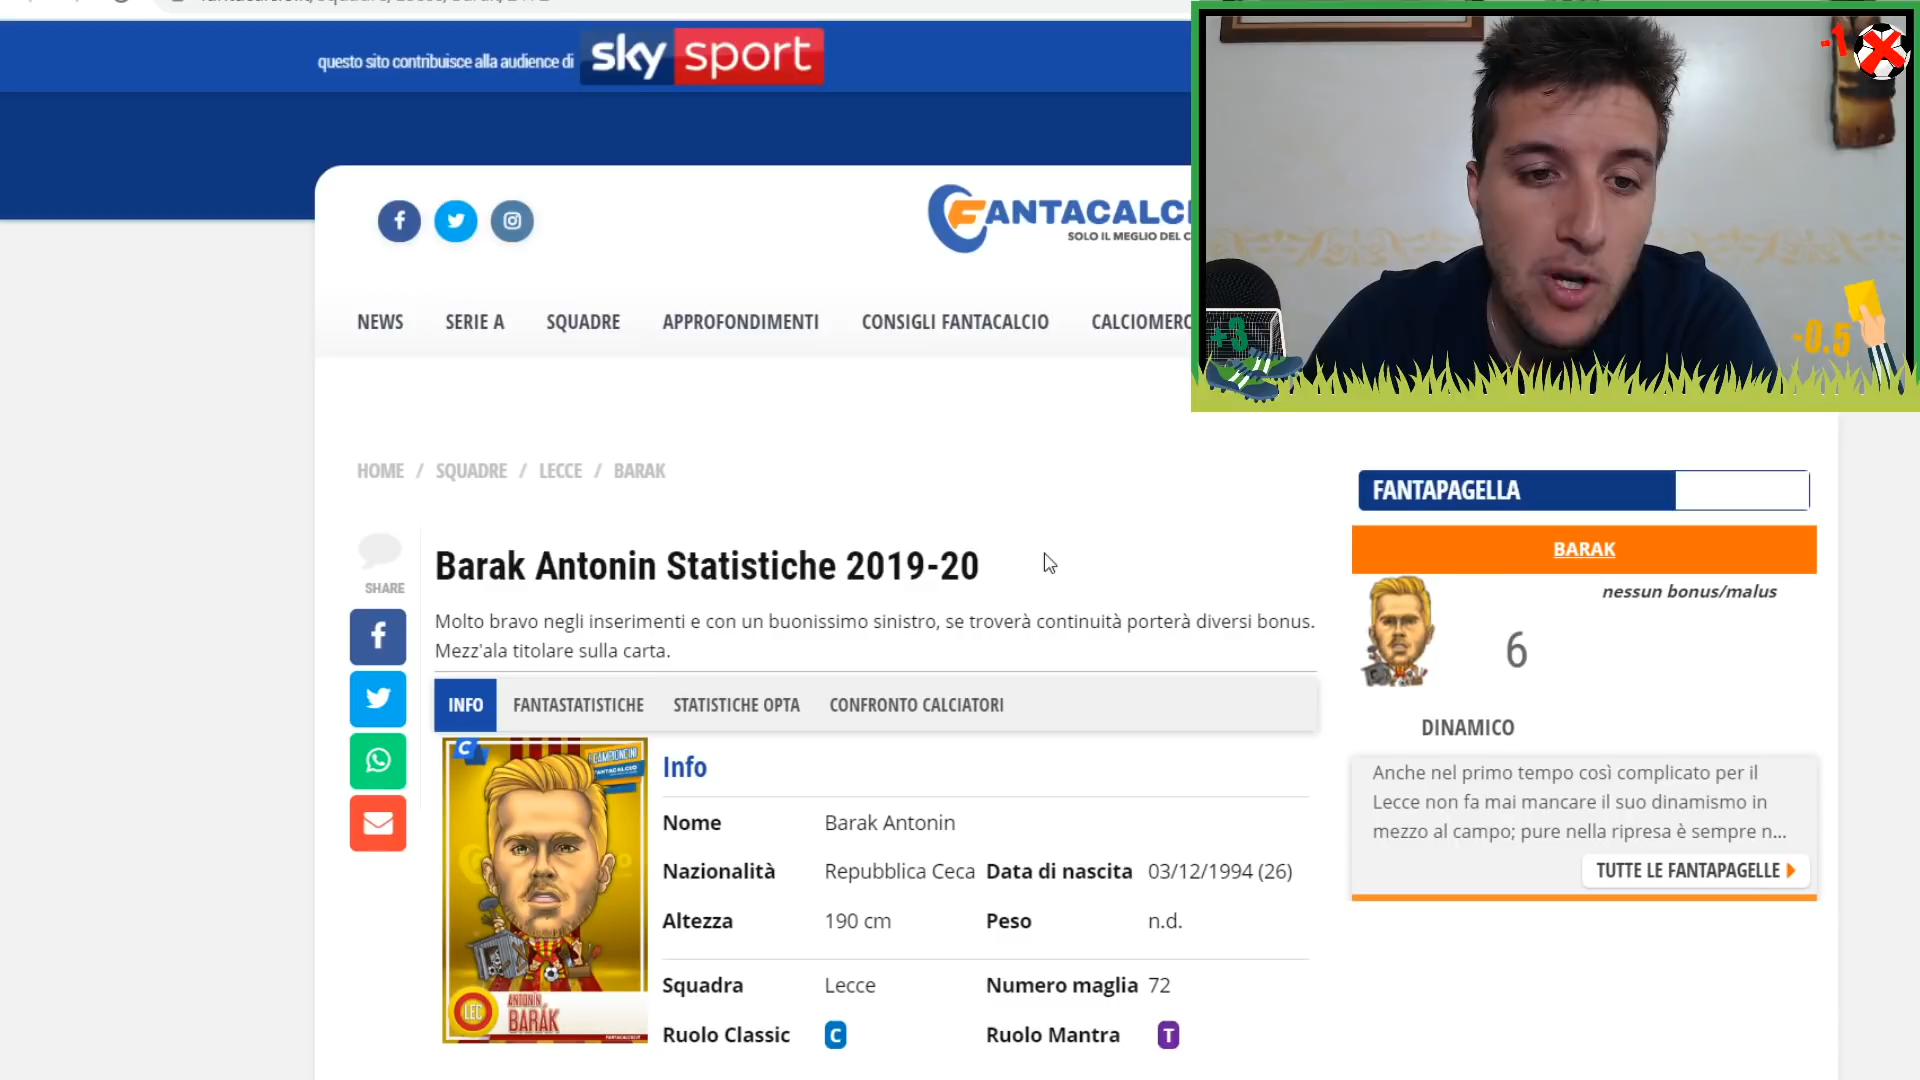 questo sito contribuisce alla audience di sky sport
FANTACALCI
SOLO IL MEGLIO DEL C
NEWS SERIE A SQUADRE APPROFONDIMENTI CONSIGLI FANTACALCIO CALCIOMERC
-1
+3
-0.5
HOME / SQUADRE / LECCE / BARAK
SHARE
Barak Antonin Statistiche 2019-20
Molto bravo negli inserimenti e con un buonissimo sinistro, se troverà continuità porterà diversi bonus.
Mezz'ala titolare sulla carta.
INFO FANTASTATISTICHE STATISTICHE OPTA CONFRONTO CALCIATORI
C
I CAMPIONCINI
FANTACALCIO
LEC
ANTONIN
BARÁK
Info
Nome Barak Antonin
Nazionalità Repubblica Ceca Data di nascita 03/12/1994 (26)
Altezza 190 cm Peso n.d.
Squadra Lecce Numero maglia 72
Ruolo Classic C Ruolo Mantra T
FANTAPAGELLA
BARAK
nessun bonus/malus
6
DINAMICO
Anche nel primo tempo così complicato per il
Lecce non fa mai mancare il suo dinamismo in
mezzo al campo; pure nella ripresa è sempre n...
TUTTE LE FANTAPAGELLE